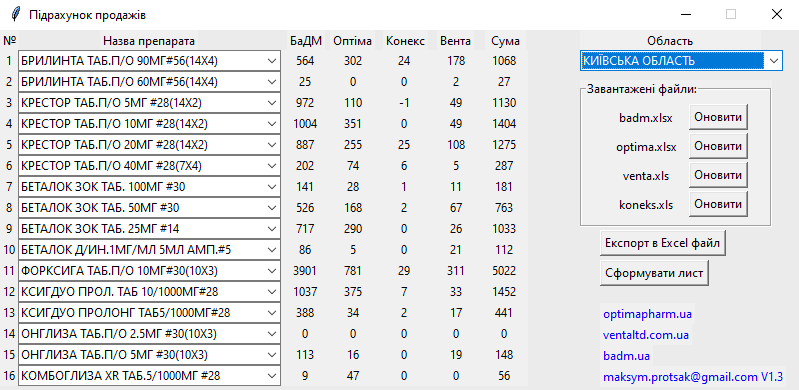 Підрахунок продажів
№ Назва препарата БаДМ Оптіма Конекс Вента Сума Область
1 БРИЛИНТА ТАБ.П/О 90МГ#56(14Х4) 564 302 24 178 1068 КИЇВСЬКА ОБЛАСТЬ
2 БРИЛИНТА ТАБ.П/О 60МГ#56(14Х4) 25 0 0 2 27
Завантажені файли:
3 КРЕСТОР ТАБ.П/О 5МГ #28(14Х2) 972 110 -1 49 1130
badm.xlsx Оновити
4 КРЕСТОР ТАБ.П/О 10МГ #28(14Х2) 1004 351 0 49 1404
5 КРЕСТОР ТАБ.П/О 20МГ #28(14Х2) 887 255 25 108 1275 optima.xlsx Оновити
6 КРЕСТОР ТАБ.П/О 40МГ #28(7Х4) 202 74 6 5 287
venta.xls Оновити
7 БЕТАЛОК ЗОК ТАБ. 100МГ #30 141 28 1 11 181
8 БЕТАЛОК ЗОК ТАБ. 50МГ #30 526 168 2 67 763 koneks.xls Оновити
9 БЕТАЛОК ЗОК ТАБ. 25МГ #14 717 290 0 26 1033
10 БЕТАЛОК Д/ИН.1МГ/МЛ 5МЛ АМП.#5 86 5 0 21 112 Експорт в Excel файл
11 ФОРКСИГА ТАБ.П/О 10МГ#30(10Х3) 3901 781 29 311 5022 Сформувати лист
12 КСИГДУО ПРОЛ. ТАБ 10/1000МГ#28 1037 375 7 33 1452
13 КСИГДУО ПРОЛОНГ ТАБ5/1000МГ#28 388 34 2 17 441 optimapharm.ua
14 ОНГЛИЗА ТАБ.П/О 2.5МГ #30(10Х3) 0 0 0 0 0 ventaltd.com.ua
15 ОНГЛИЗА ТАБ.П/О 5МГ #30(10Х3) 113 16 0 19 148 badm.ua
16 КОМБОГЛИЗА XR ТАБ.5/1000МГ #28 9 47 0 0 56 maksym.protsak@gmail.com V1.3